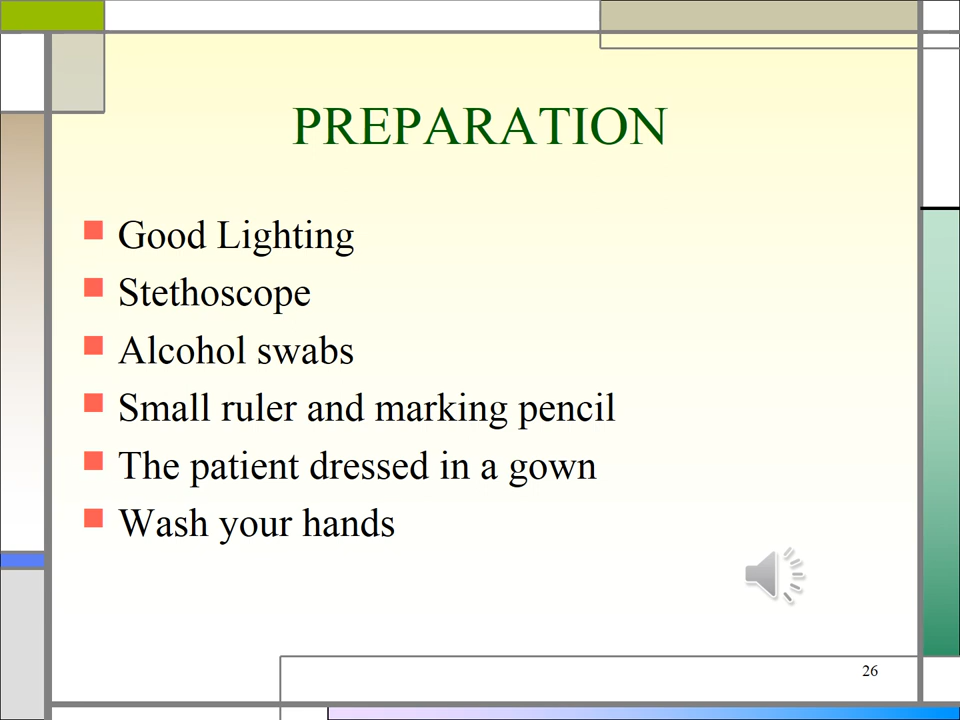 PREPARATION
Good Lighting
Stethoscope
Alcohol swabs
Small ruler and marking pencil
The patient dressed in a gown
Wash your hands
26